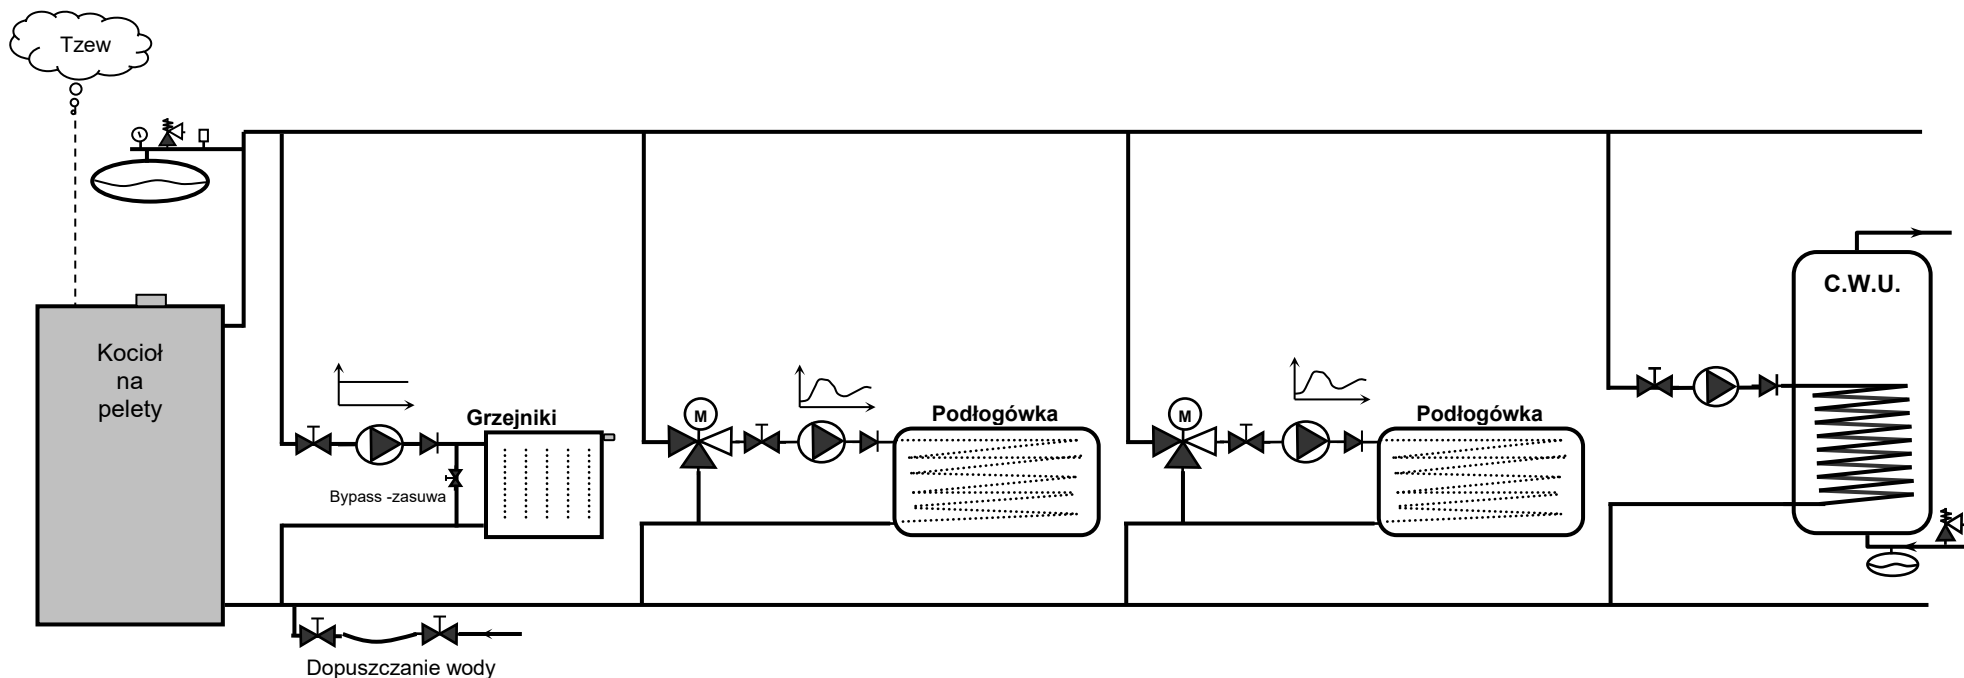 Tzew
Kocioł
na
pelety
Grzejniki
Bypass -zasuwa
M
Podłogówka
M
Podłogówka
C.W.U.
Dopuszczanie wody